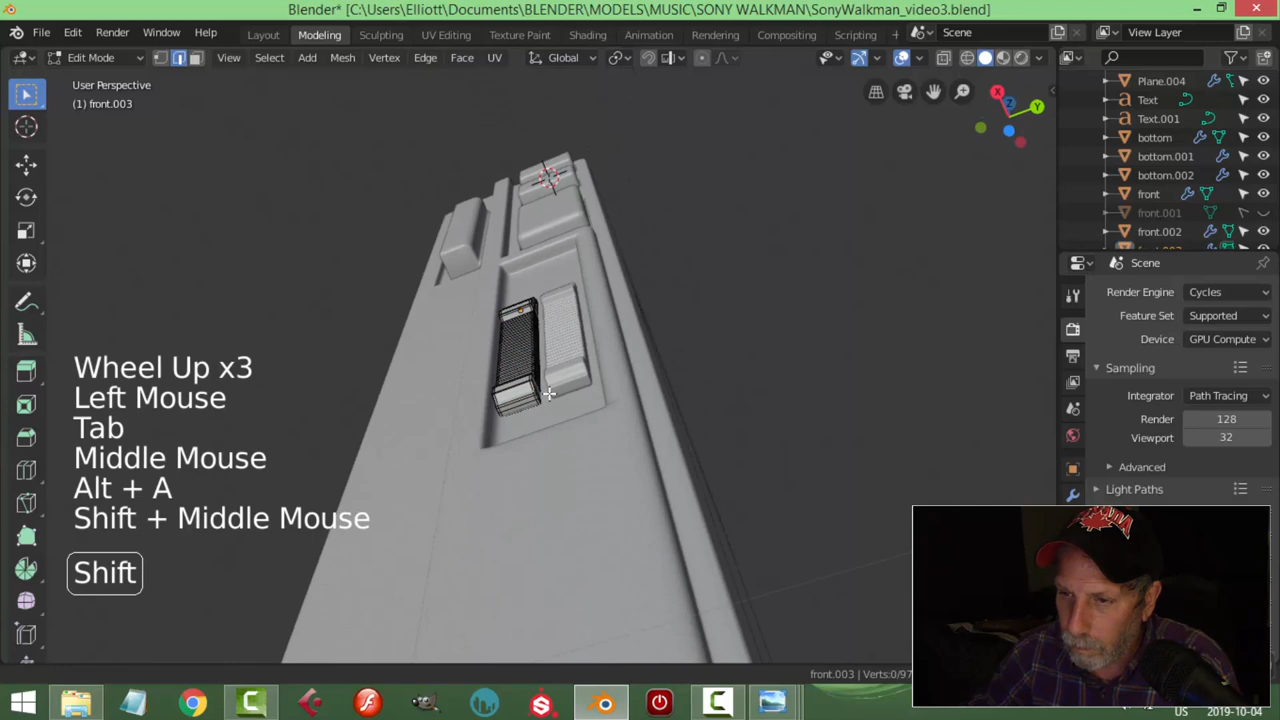 Blender* [C:\Users\Elliott\Documents\BLENDER\MODELS\MUSIC\SONY WALKMAN\SonyWalkman_video3.blend]
File Edit Render Window Help Layout Modeling Sculpting UV Editing Texture Paint Shading Animation Rendering Compositing Scripting Scene View Layer
Edit Mode View Select Add Mesh Vertex Edge Face UV Global
User Perspective
(1) front.003
X
Y
Z
Plane.004
Text
Text.001
bottom
bottom.001
bottom.002
front
front.001
front.002
Scene
Render Engine Cycles
Feature Set Supported
Device GPU Compute
Sampling
Integrator Path Tracing
Render 128
Viewport 32
Advanced
Light Paths
Wheel Up x3
Left Mouse
Tab
Middle Mouse
Alt + A
Shift + Middle Mouse
Shift
CANADA
front.003 | Verts:0/97
US
2019-10-04